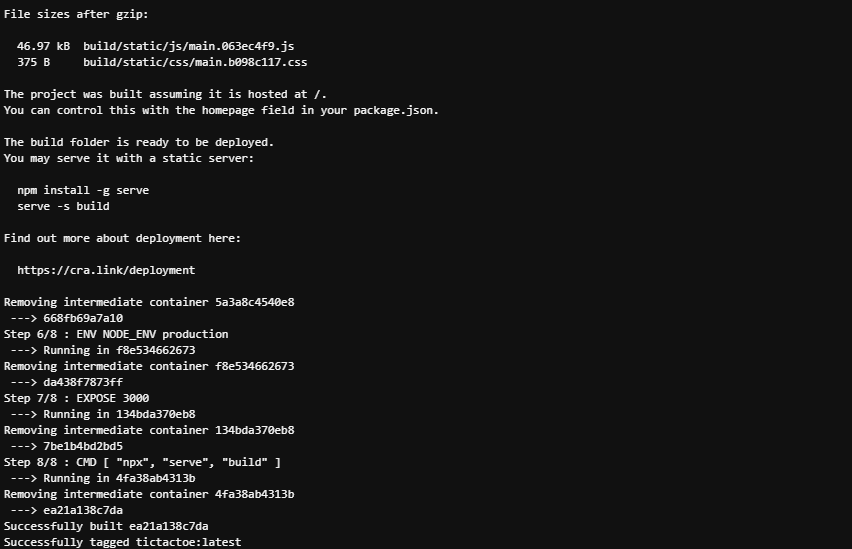 File sizes after gzip:
46.97 kB  build/static/js/main.063ec4f9.js
375 B     build/static/css/main.b098c117.css
The project was built assuming it is hosted at /.
You can control this with the homepage field in your package.json.
The build folder is ready to be deployed.
You may serve it with a static server:
npm install -g serve
serve -s build
Find out more about deployment here:
https://cra.link/deployment
Removing intermediate container 5a3a8c4540e8
---> 668fb69a7a10
Step 6/8 : ENV NODE_ENV production
---> Running in f8e534662673
Removing intermediate container f8e534662673
---> da438f7873ff
Step 7/8 : EXPOSE 3000
---> Running in 134bda370eb8
Removing intermediate container 134bda370eb8
---> 7be1b4bd2bd5
Step 8/8 : CMD [ "npx", "serve", "build" ]
---> Running in 4fa38ab4313b
Removing intermediate container 4fa38ab4313b
---> ea21a138c7da
Successfully built ea21a138c7da
Successfully tagged tictactoe:latest